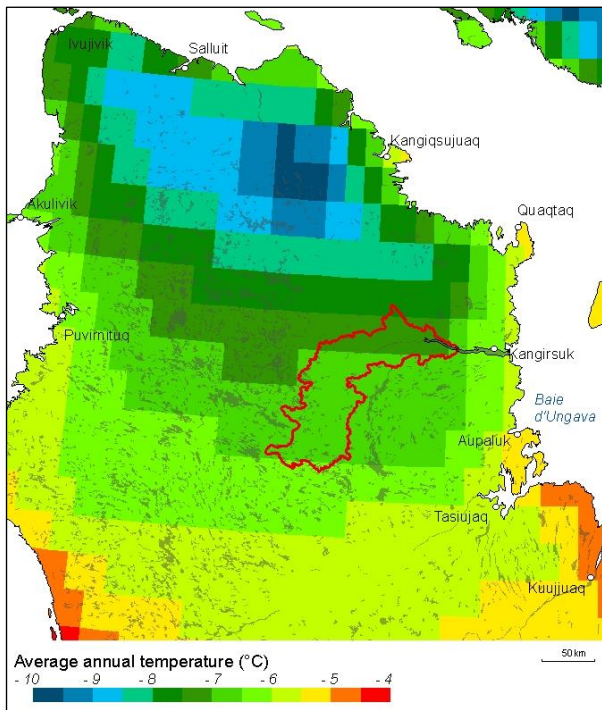 Ivujivik
Salluit
Kangiqsujuaq
Akulivik
Quaqtaq
Puvirnituq
Kangirsuk
Baie
d'Ungava
Aupaluk
Tasiujaq
Kuujjuaq
Average annual temperature (°C)
50 km
- 10 - 9 - 8 - 7 - 6 - 5 - 4